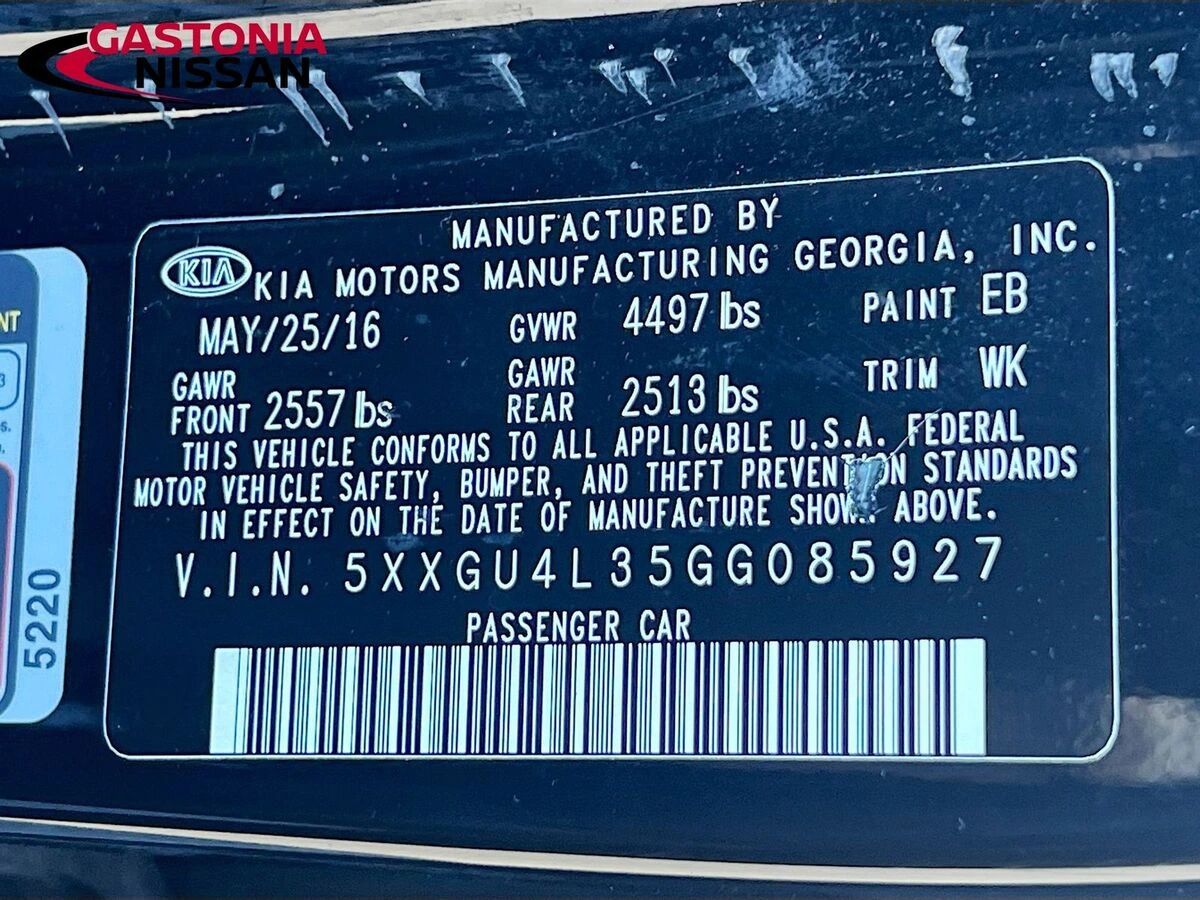 GASTONIA
NISSAN
MANUFACTURED BY
KIA KIA MOTORS MANUFACTURING GEORGIA, INC.
MAY/25/16 GVWR 4497 lbs PAINT EB
GAWR FRONT 2557 lbs GAWR REAR 2513 lbs TRIM WK
THIS VEHICLE CONFORMS TO ALL APPLICABLE U.S.A. FEDERAL
MOTOR VEHICLE SAFETY, BUMPER, AND THEFT PREVENTION STANDARDS
IN EFFECT ON THE DATE OF MANUFACTURE SHOWN ABOVE.
V.I.N. 5XXGU4L35GG085927
PASSENGER CAR
NT
3
s.
5220